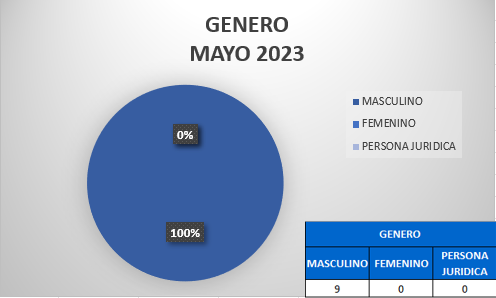 GENERO
MAYO 2023
0%
100%
MASCULINO
FEMENINO
PERSONA JURIDICA
GENERO
MASCULINO FEMENINO PERSONA JURIDICA
9 0 0